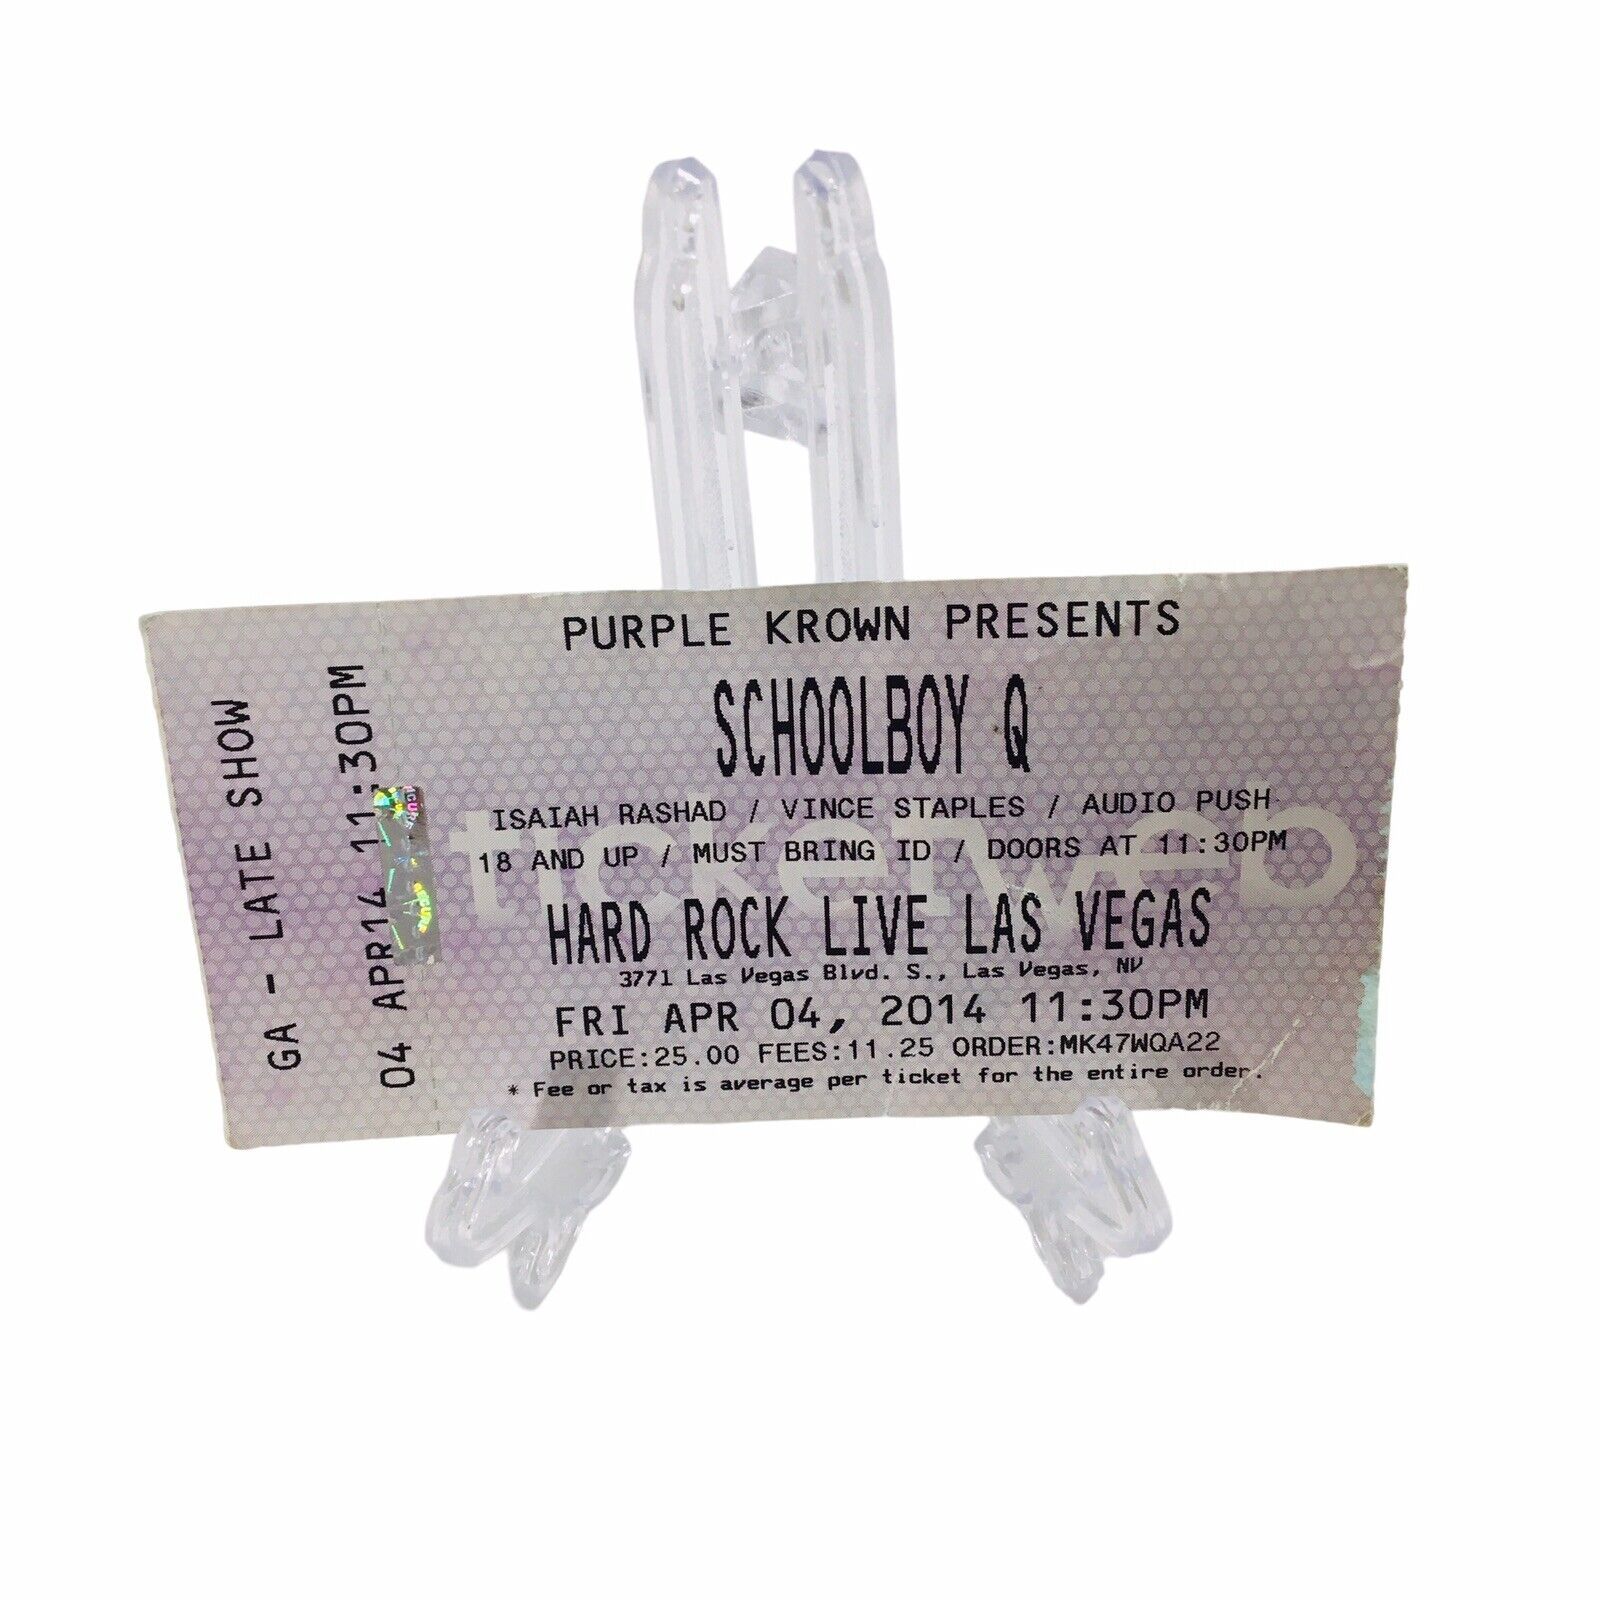 GA - LATE SHOW
04 APR14 11:30PM
PURPLE KROWN PRESENTS
SCHOOLBOY Q
ISAIAH RASHAD / VINCE STAPLES / AUDIO PUSH
18 AND UP / MUST BRING ID / DOORS AT 11:30PM
ticketweb
HARD ROCK LIVE LAS VEGAS
3771 Las Vegas Blvd. S., Las Vegas, NV
FRI APR 04, 2014 11:30PM
PRICE:25.00 FEES:11.25 ORDER:MK47WQA22
* Fee or tax is average per ticket for the entire order.